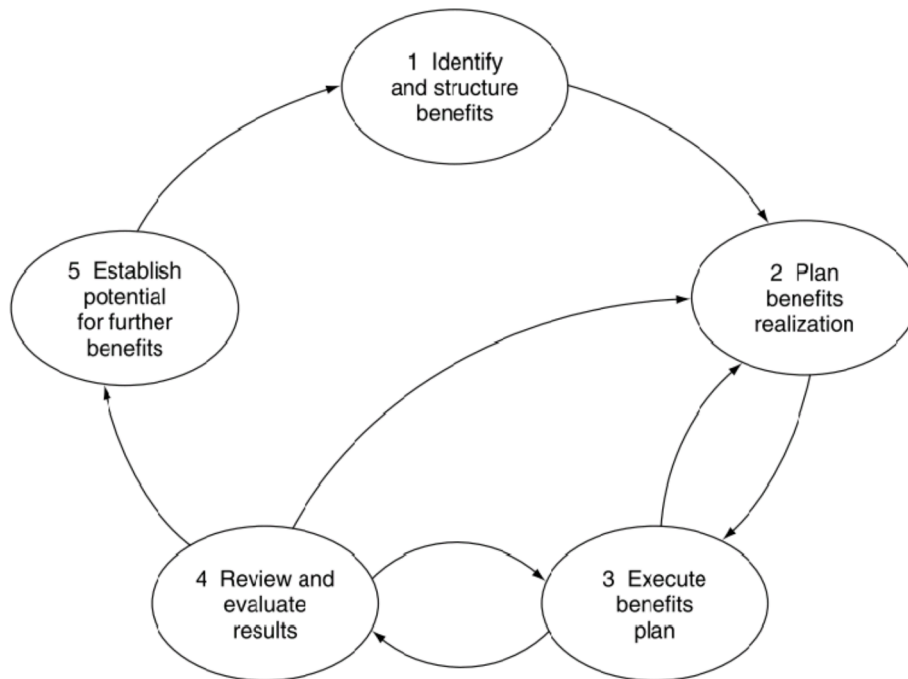 1 Identify
and structure
benefits
2 Plan
benefits
realization
3 Execute
benefits
plan
4 Review and
evaluate
results
5 Establish
potential
for further
benefits